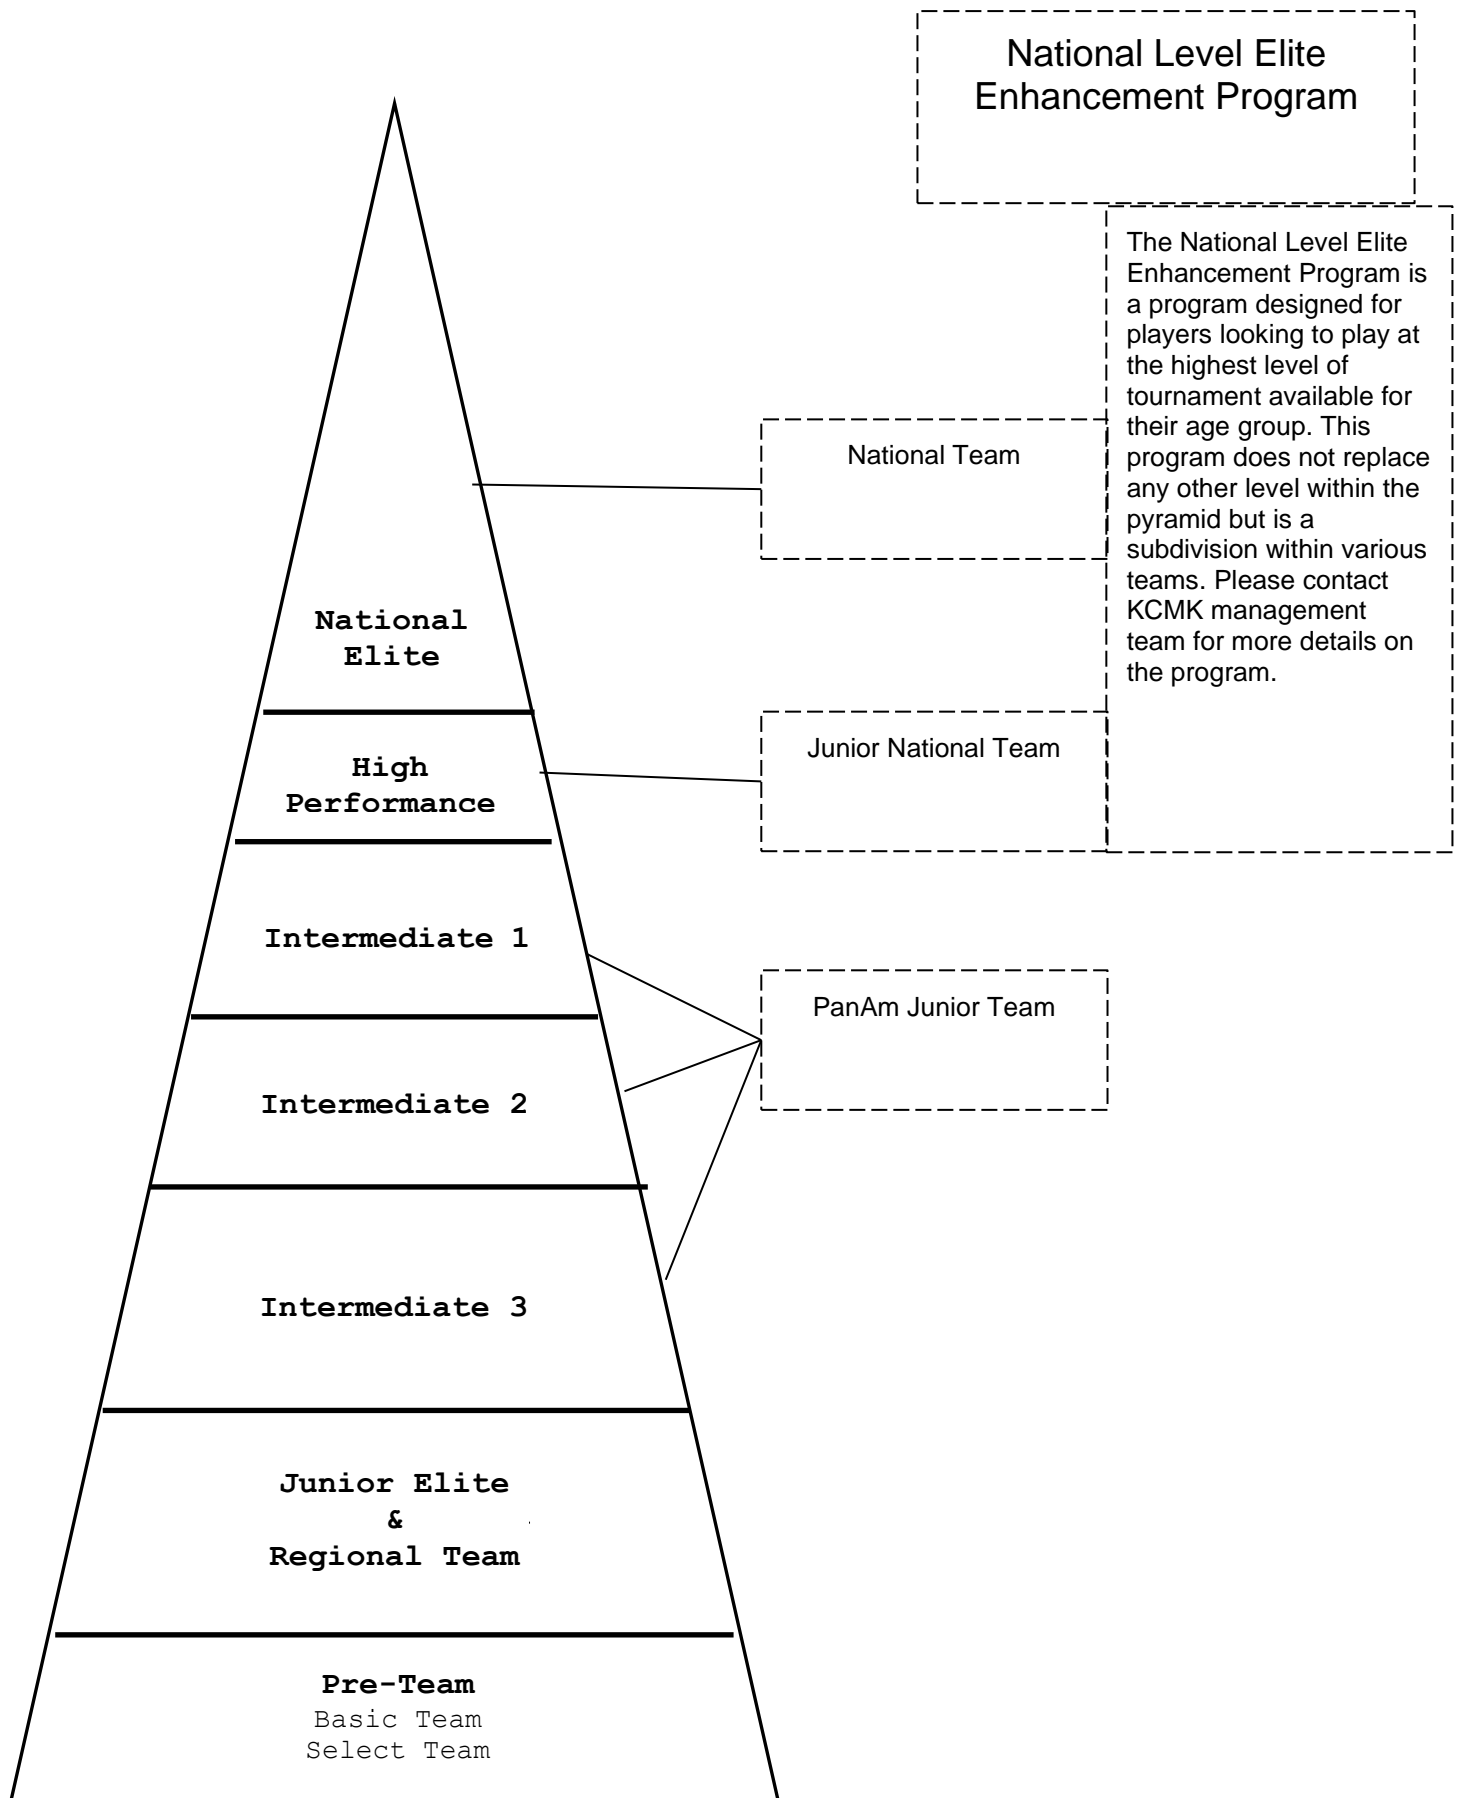 National Level Elite
Enhancement Program
The National Level Elite
Enhancement Program is
a program designed for
players looking to play at
the highest level of
tournament available for
their age group. This
program does not replace
any other level within the
pyramid but is a
subdivision within various
teams. Please contact
KCMK management
team for more details on
the program.
National Team
National
Elite
Junior National Team
High
Performance
Intermediate 1
PanAm Junior Team
Intermediate 2
Intermediate 3
Junior Elite
&
Regional Team
Pre-Team
Basic Team
Select Team